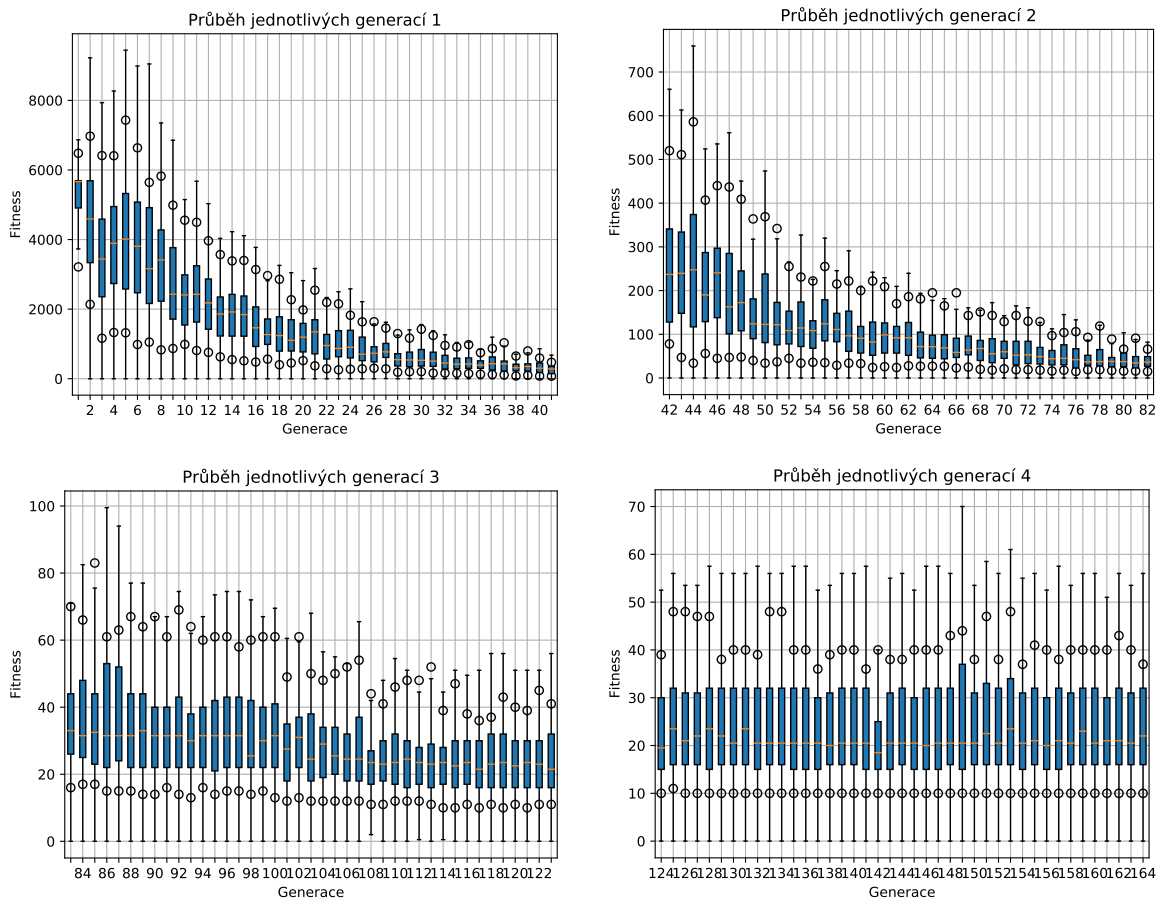 Průběh jednotlivých generací 1
Fitness
8000
6000
4000
2000
0
2 4 6 8 10 12 14 16 18 20 22 24 26 28 30 32 34 36 38 40
Generace
Průběh jednotlivých generací 2
Fitness
700
600
500
400
300
200
100
0
42 44 46 48 50 52 54 56 58 60 62 64 66 68 70 72 74 76 78 80 82
Generace
Průběh jednotlivých generací 3
Fitness
100
80
60
40
20
0
84 86 88 90 92 94 96 98 100 102 104 106 108 110 112 114 116 118 120 122
Generace
Průběh jednotlivých generací 4
Fitness
70
60
50
40
30
20
10
0
124 126 128 130 132 134 136 138 140 142 144 146 148 150 152 154 156 158 160 162 164
Generace